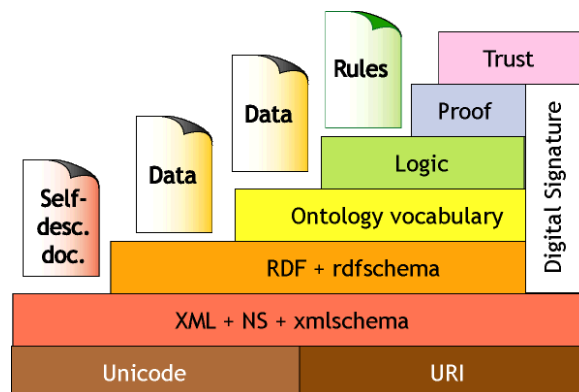 Trust
Rules
Proof
Data
Logic
Digital Signature
Data
Ontology vocabulary
Self-
desc.
doc.
RDF + rdfschema
XML + NS + xmlschema
Unicode
URI